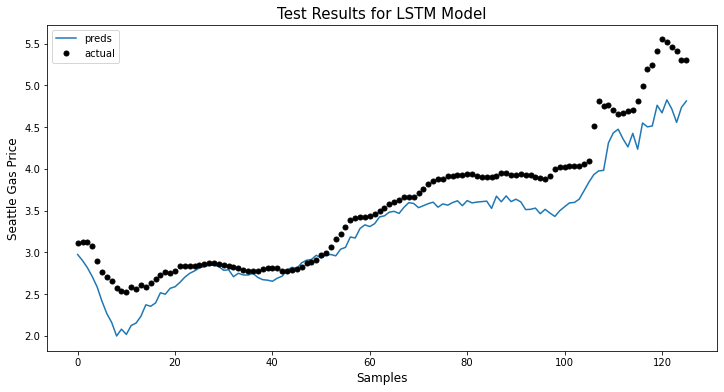 Test Results for LSTM Model
preds
actual
5.5
5.0
4.5
4.0
3.5
3.0
2.5
2.0
Seattle Gas Price
0 20 40 60 80 100 120
Samples